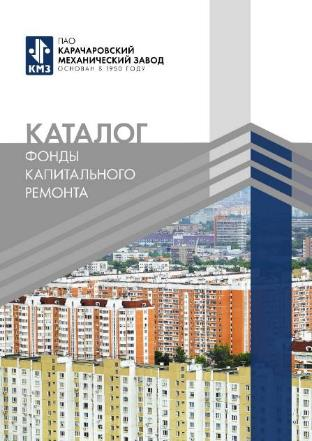 ПАО
КАРАЧАРОВСКИЙ
МЕХАНИЧЕСКИЙ ЗАВОД
ОСНОВАН В 1950 ГОДУ
КМЗ
КАТАЛОГ
ФОНДЫ
КАПИТАЛЬНОГО
РЕМОНТА